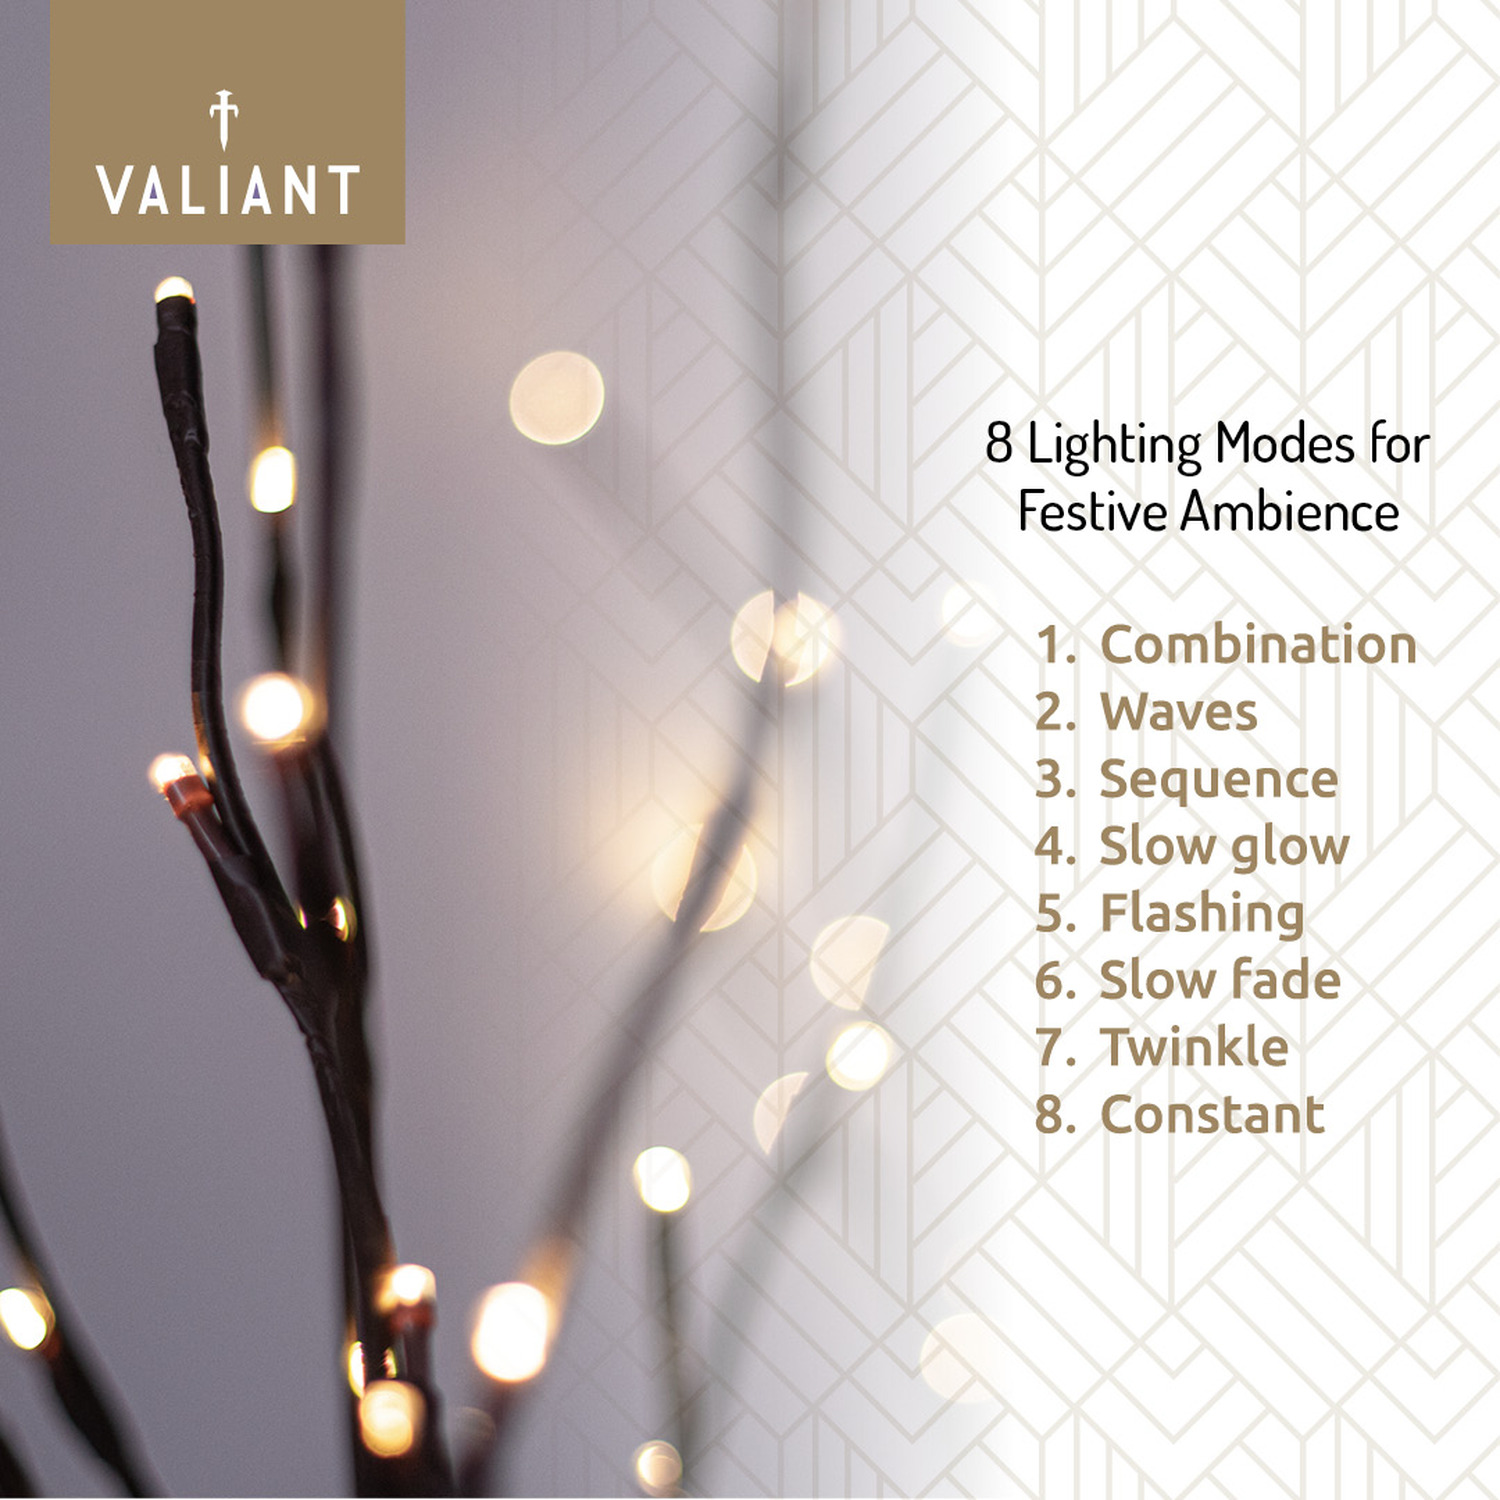 VALIANT
8 Lighting Modes for
Festive Ambience
1. Combination
2. Waves
3. Sequence
4. Slow glow
5. Flashing
6. Slow fade
7. Twinkle
8. Constant